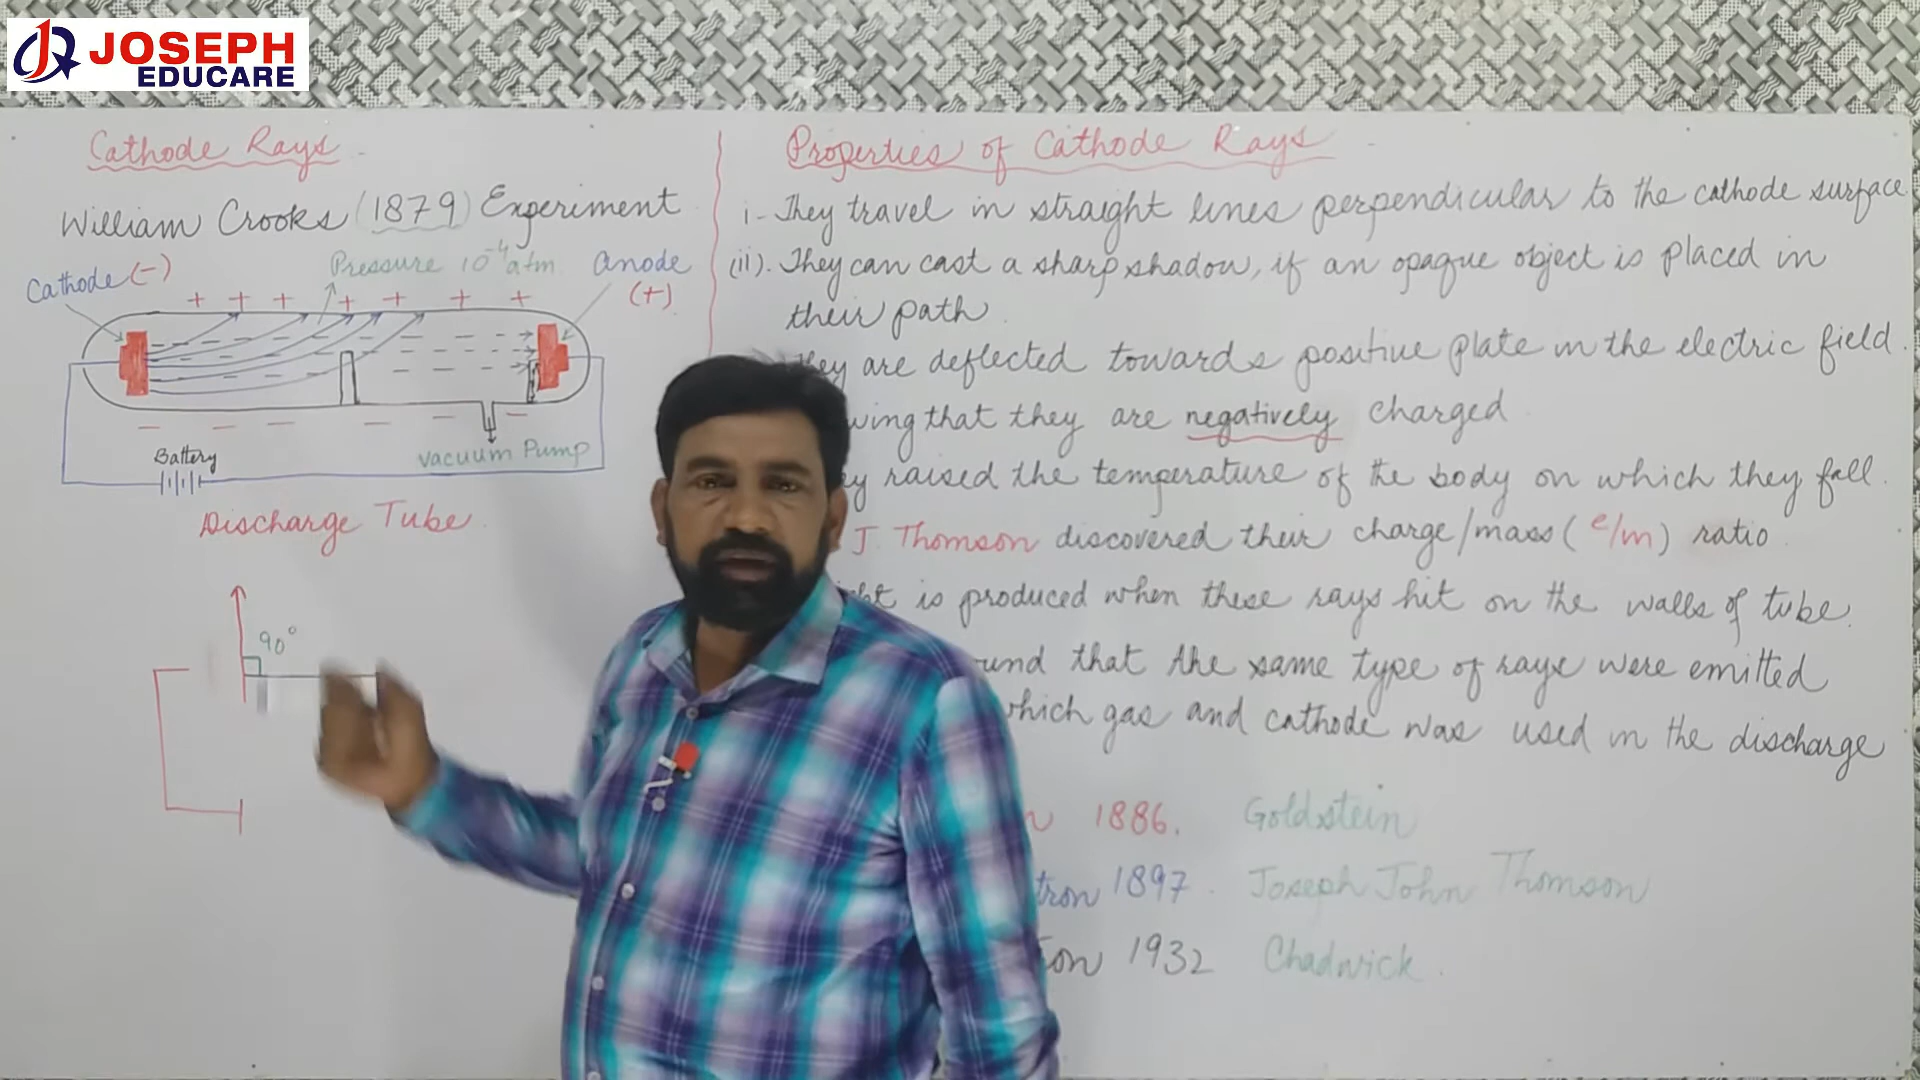 JOSEPH
EDUCARE
Cathode Rays
William Crooks (1879) Experiment
Cathode (-)
Pressure 10⁻⁴ atm.
anode
(+)
+ + + + + + +
- - - - - -
Battery
Vacuum Pump
Discharge Tube
90°
Properties of Cathode Rays
i- They travel in straight lines perpendicular to the cathode surface
(ii). They can cast a sharp shadow, if an opaque object is placed in
their path
are deflected towards positive plate in the electric field.
that they are negatively charged
raised the temperature of the body on which they fall.
J. Thomson discovered their charge/mass (e/m) ratio
is produced when these rays hit on the walls of tube.
that the same type of rays were emitted
which gas and cathode was used in the discharge
1886. Goldstein
1897. Joseph John Thomson
1932 Chadwick.